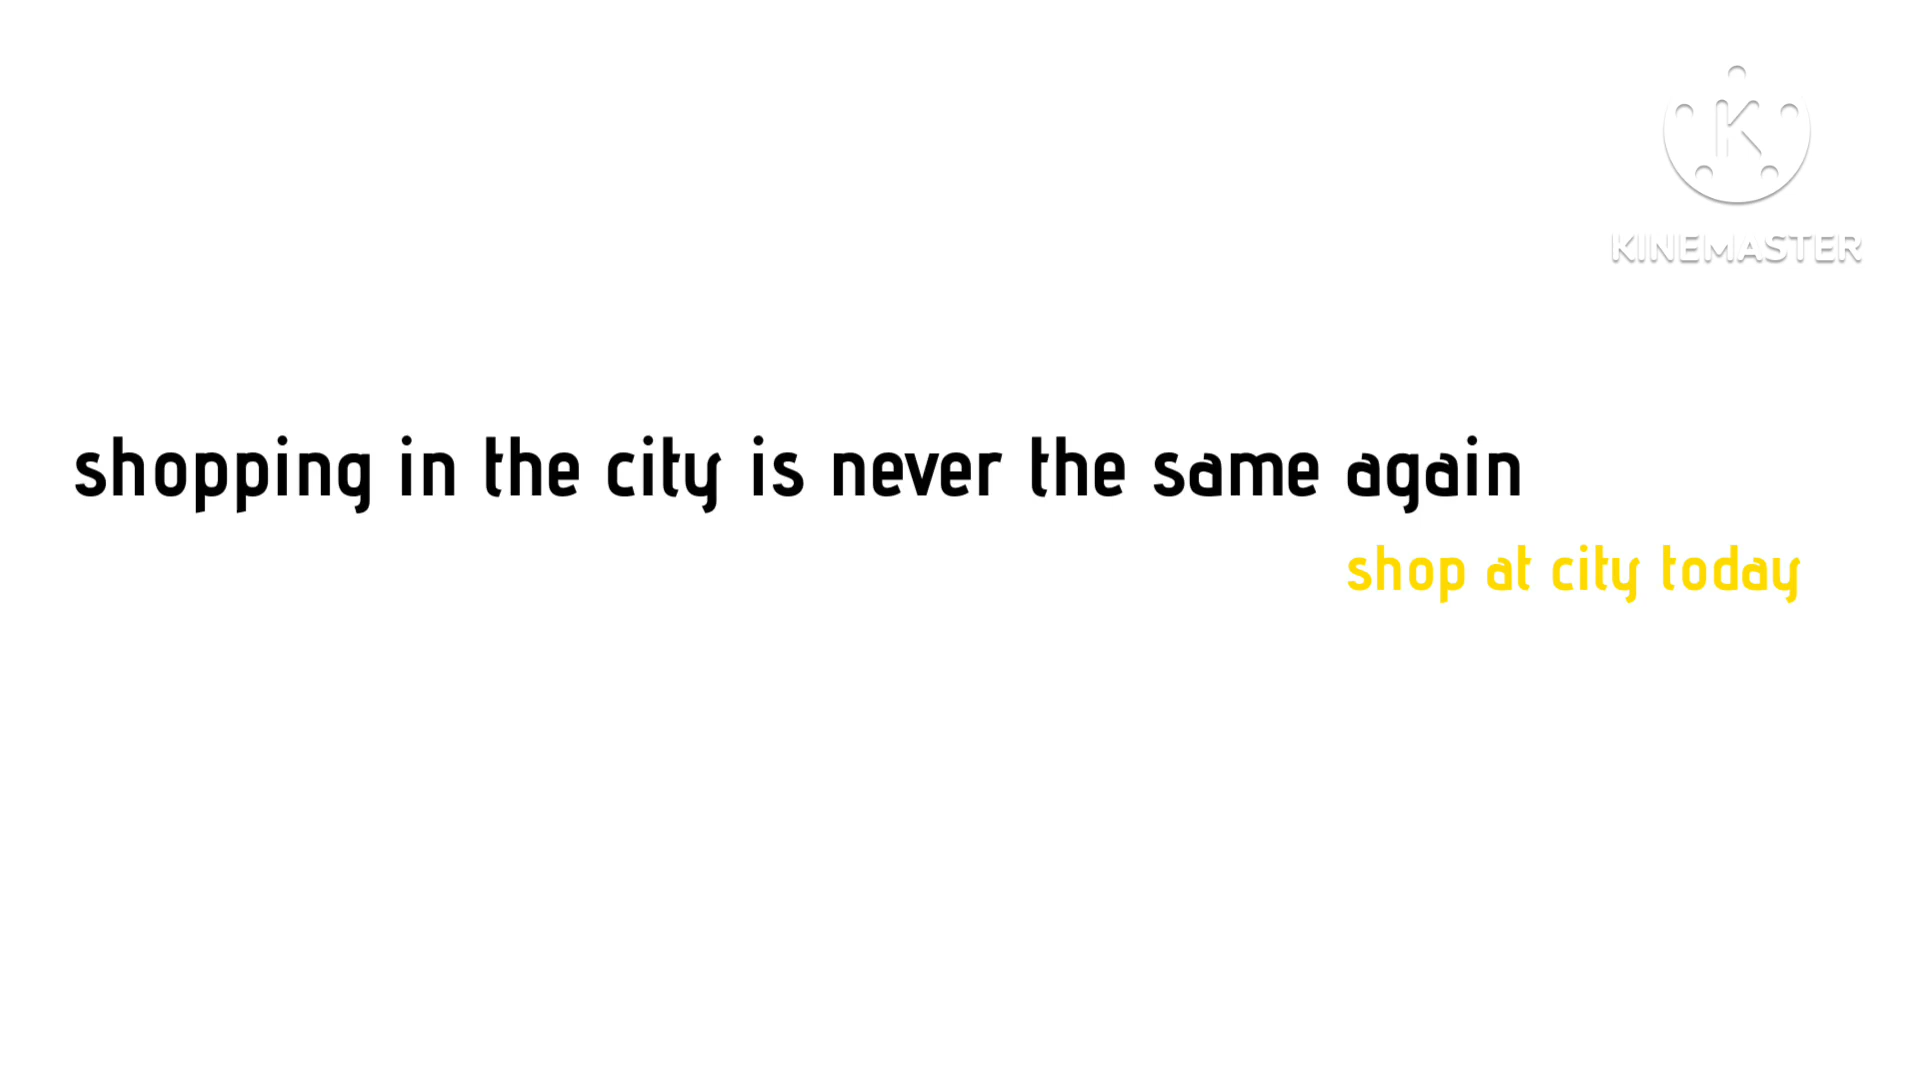 KINEMASTER
shopping in the city is never the same again
shop at city today